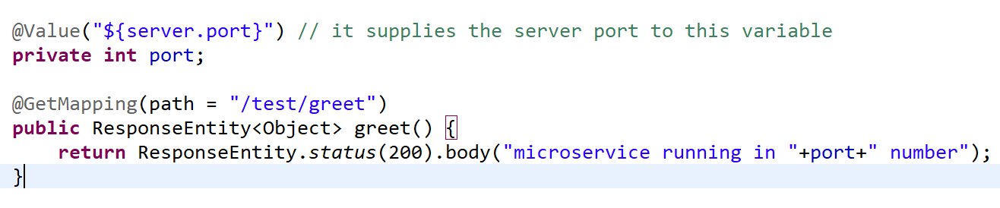 @Value("${server.port}") // it supplies the server port to this variable
private int port;
@GetMapping(path = "/test/greet")
public ResponseEntity<Object> greet() {
return ResponseEntity.status(200).body("microservice running in "+port+" number");
}